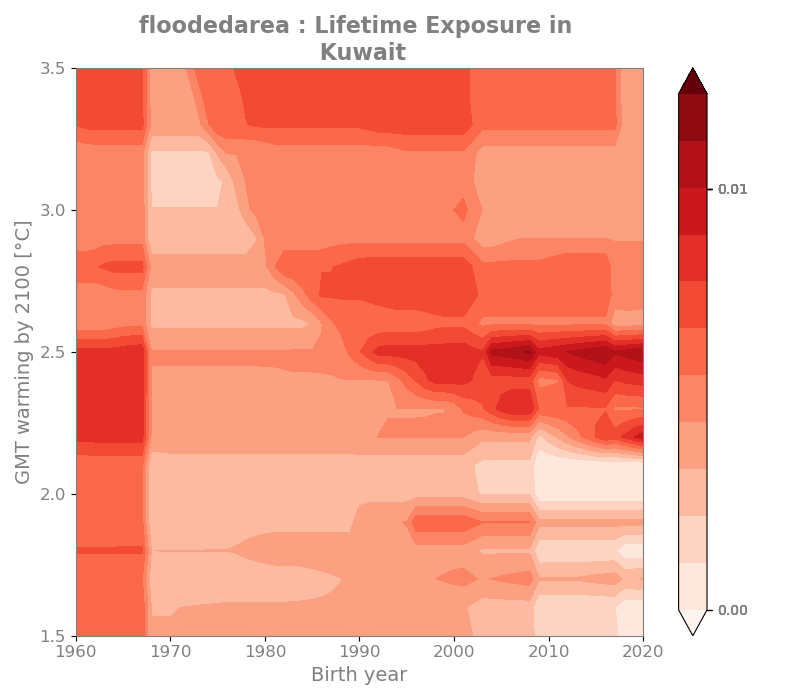 floodedarea : Lifetime Exposure in
Kuwait
GMT warming by 2100 [°C]
3.5
3.0
2.5
2.0
1.5
1960 1970 1980 1990 2000 2010 2020
Birth year
0.01
0.00